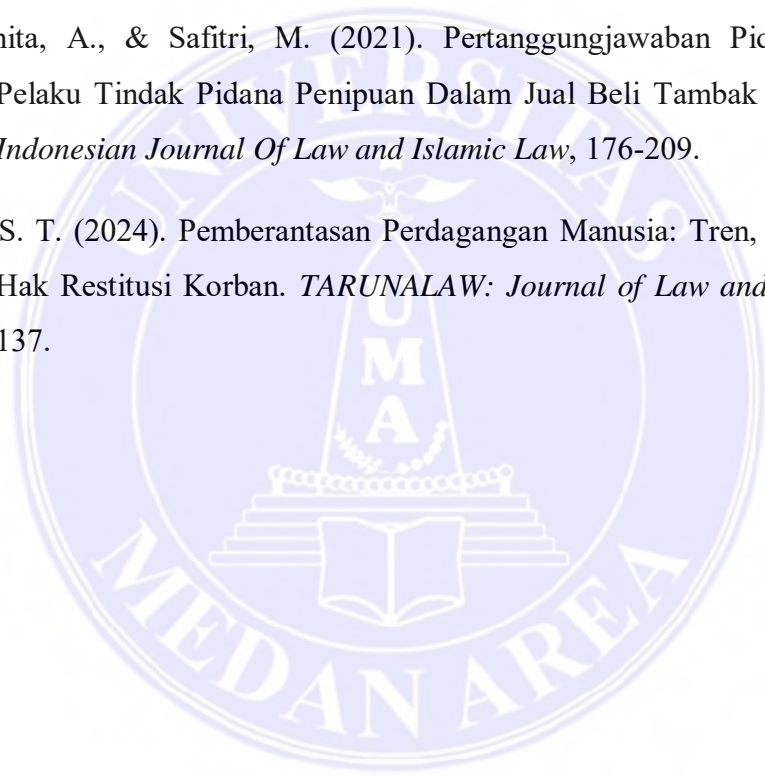 nita, A., & Safitri, M. (2021). Pertanggungjawaban Pid
Pelaku Tindak Pidana Penipuan Dalam Jual Beli Tambak
Indonesian Journal Of Law and Islamic Law, 176-209.
S. T. (2024). Pemberantasan Perdagangan Manusia: Tren,
Hak Restitusi Korban. TARUNALAW: Journal of Law and
137.
UNIVERSITAS
UMA
MEDAN AREA